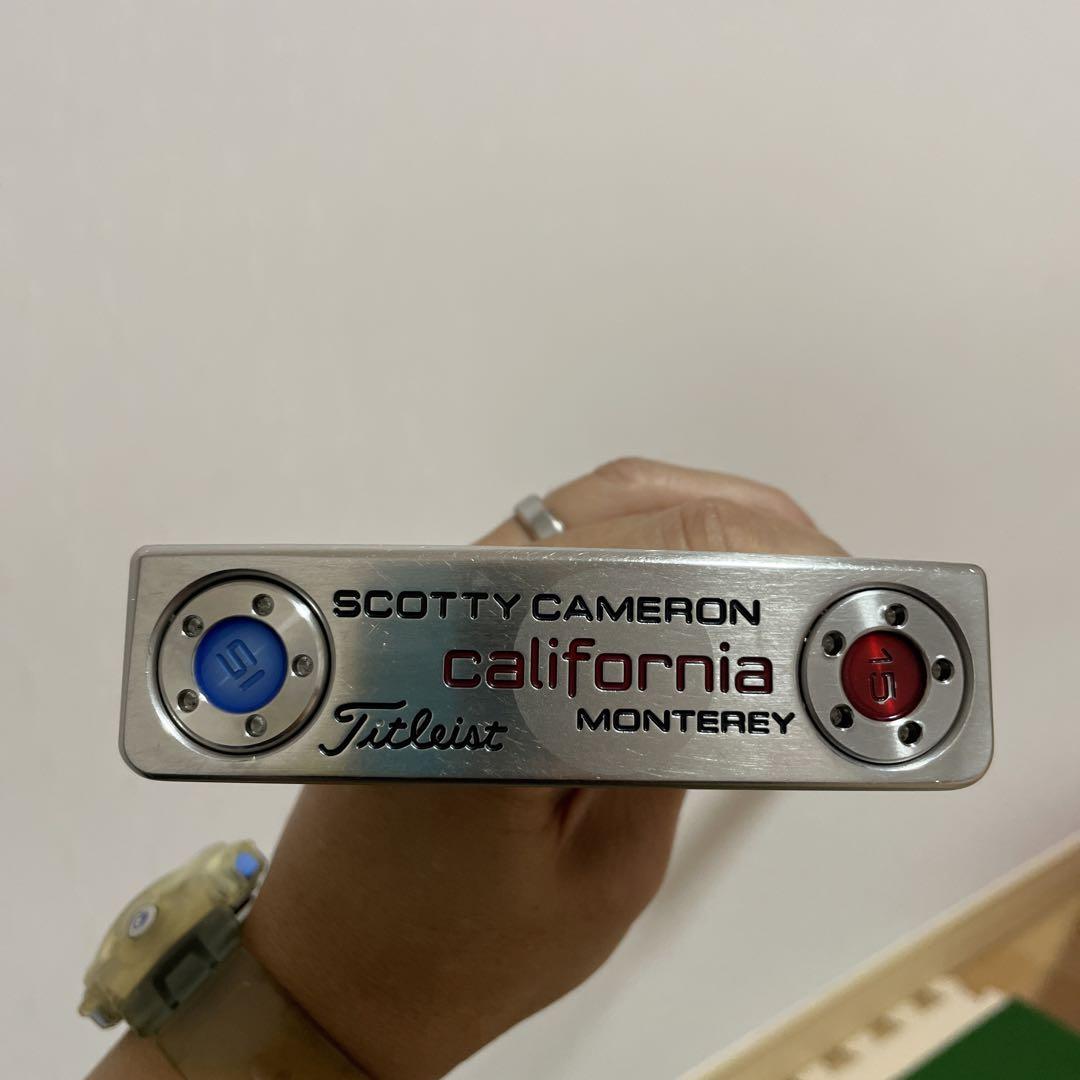 SCOTTY CAMERON
california
Titleist
MONTEREY
15
15